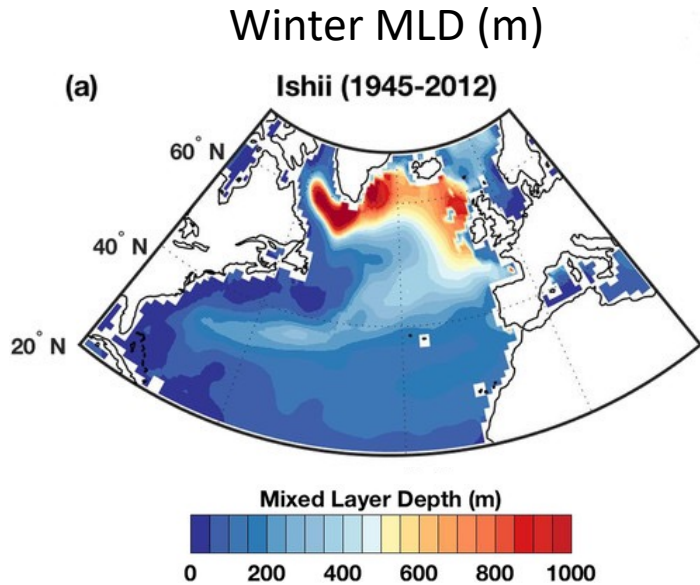 Winter MLD (m)
(a) Ishii (1945-2012)
60° N
40° N
20° N
Mixed Layer Depth (m)
0 200 400 600 800 1000